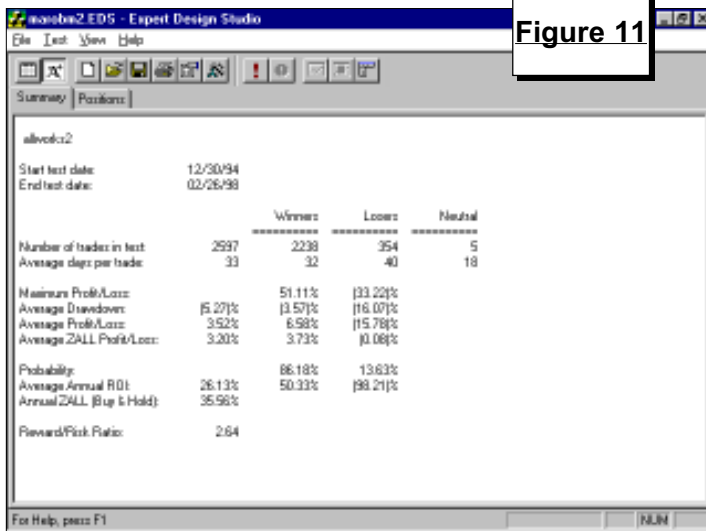 marobm2.EDS - Expert Design Studio
Figure 11
File Test View Help
Summary Positions
allworks2
Start test date: 12/30/94
End test date: 02/26/98
Winners Losers Neutral
========== ========== ==========
Number of trades in test: 2597 2238 354 5
Average days per trade: 33 32 40 18
Maximum Profit/Loss: 51.11% (33.22)%
Average Drawdown: (5.27)% (3.57)% (16.07)%
Average Profit/Loss: 3.52% 6.58% (15.78)%
Average ZALL Profit/Loss: 3.20% 3.73% (0.08)%
Probability: 86.18% 13.63%
Average Annual ROI: 26.13% 50.33% (98.21)%
Annual ZALL (Buy & Hold): 35.56%
Reward/Risk Ratio: 2.64
For Help, press F1
NUM